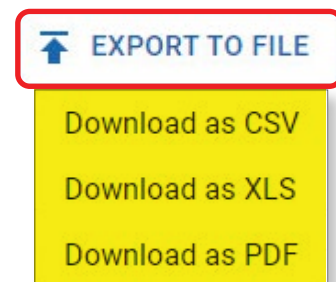 EXPORT TO FILE
Download as CSV
Download as XLS
Download as PDF